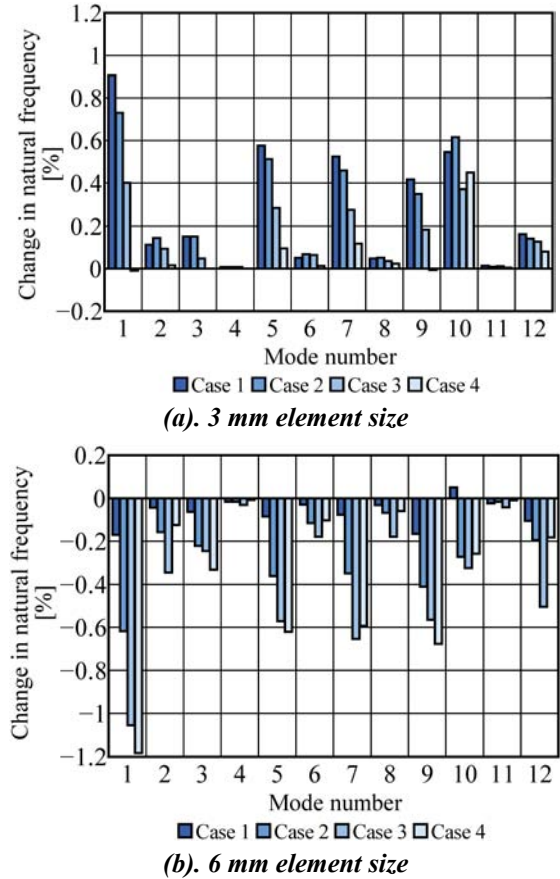 1.2
1
0.8
0.6
0.4
0.2
0
−0.2
Change in natural frequency
[%]
1 2 3 4 5 6 7 8 9 10 11 12
Mode number
Case 1 Case 2 Case 3 Case 4
(a). 3 mm element size
0.2
0
−0.2
−0.4
−0.6
−0.8
−1
−1.2
Change in natural frequency
[%]
1 2 3 4 5 6 7 8 9 10 11 12
Mode number
Case 1 Case 2 Case 3 Case 4
(b). 6 mm element size